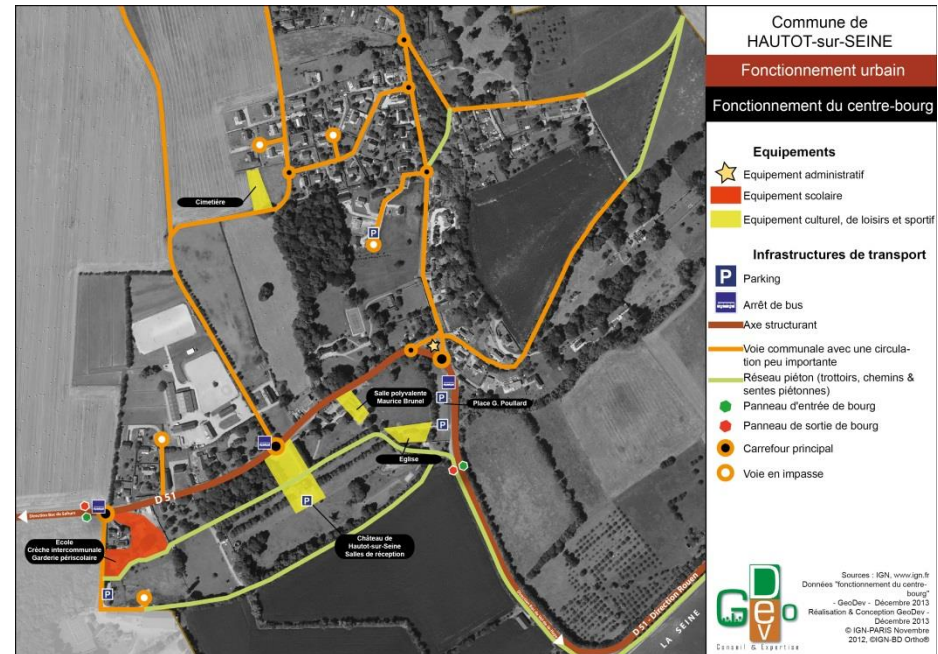 Commune de
HAUTOT-sur-SEINE
Fonctionnement urbain
Fonctionnement du centre-bourg
Equipements
Equipement administratif
Equipement scolaire
Equipement culturel, de loisirs et sportif
Infrastructures de transport
P
Parking
Arrêt de bus
Axe structurant
Voie communale avec une circula-
tion peu importante
Réseau piéton (trottoirs, chemins &
sentes piétonnes)
Panneau d'entrée de bourg
Panneau de sortie de bourg
Carrefour principal
Voie en impasse
Sources : IGN, www.ign.fr
Données "fonctionnement du centre-
bourg"
- GeoDev - Décembre 2013
Réalisation & Conception GeoDev -
Décembre 2013
© IGN-PARIS Novembre
2012, ©IGN-BD Ortho®
GeoDev
Conseil & Expertise
Cimetière
P
Salle polyvalente
Maurice Brunel
Place G. Poullard
P
P
Eglise
D 51
P
Château de
Hautot-sur-Seine
Salles de réception
Ecole
Crèche intercommunale
Garderie périscolaire
P
D 51 - Direction Rouen
LA SEINE